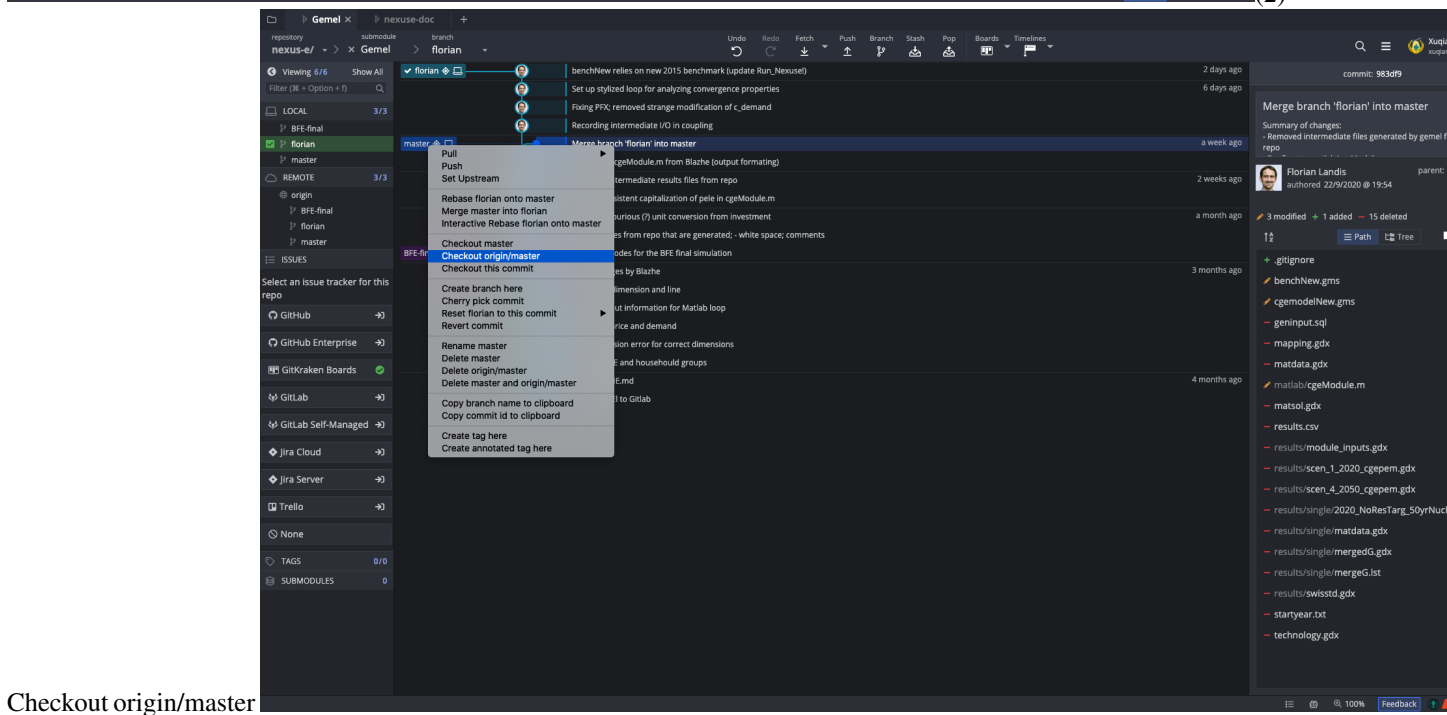 (2)
Gemel ×
nexuse-doc
+
repository
submodule
branch
nexus-e/
Gemel
florian
Undo
Redo
Fetch
Push
Branch
Stash
Pop
Boards
Timelines
Viewing 6/6
Show All
Filter (⌘ + Option + f)
LOCAL 3/3
BFE-final
florian
master
REMOTE 3/3
origin
BFE-final
florian
master
ISSUES
Select an issue tracker for this
repo
GitHub
GitHub Enterprise
GitKraken Boards
GitLab
GitLab Self-Managed
Jira Cloud
Jira Server
Trello
None
TAGS 0/0
SUBMODULES 0
florian
benchNew relies on new 2015 benchmark (update Run_Nexuse!)
2 days ago
Set up stylized loop for analyzing convergence properties
6 days ago
Fixing PFX; removed strange modification of c_demand
Recording intermediate I/O in coupling
master
Merge branch 'florian' into master
a week ago
cgeModule.m from Blazhe (output formating)
termediate results files from repo
2 weeks ago
sistent capitalization of pele in cgeModule.m
purious (?) unit conversion from investment
a month ago
es from repo that are generated; - white space; comments
BFE-fin
odes for the BFE final simulation
es by Blazhe
3 months ago
dimension and line
ut information for Matlab loop
rice and demand
sion error for correct dimensions
E and househould groups
E.md
4 months ago
l to Gitlab
Pull
Push
Set Upstream
Rebase florian onto master
Merge master into florian
Interactive Rebase florian onto master
Checkout master
Checkout origin/master
Checkout this commit
Create branch here
Cherry pick commit
Reset florian to this commit
Revert commit
Rename master
Delete master
Delete origin/master
Delete master and origin/master
Copy branch name to clipboard
Copy commit id to clipboard
Create tag here
Create annotated tag here
Xuqia
commit: 983df9
Merge branch 'florian' into master
Summary of changes:
- Removed intermediate files generated by gemel f
repo
Florian Landis
parent:
authored 22/9/2020 @ 19:54
3 modified + 1 added − 15 deleted
Path
Tree
+ .gitignore
benchNew.gms
cgemodelNew.gms
− geninput.sql
− mapping.gdx
− matdata.gdx
matlab/cgeModule.m
− matsol.gdx
− results.csv
− results/module_inputs.gdx
− results/scen_1_2020_cgepem.gdx
− results/scen_4_2050_cgepem.gdx
− results/single/2020_NoResTarg_50yrNucl
− results/single/matdata.gdx
− results/single/mergedG.gdx
− results/single/mergeG.lst
− results/swisstd.gdx
− startyear.txt
− technology.gdx
100%
Feedback
Checkout origin/master